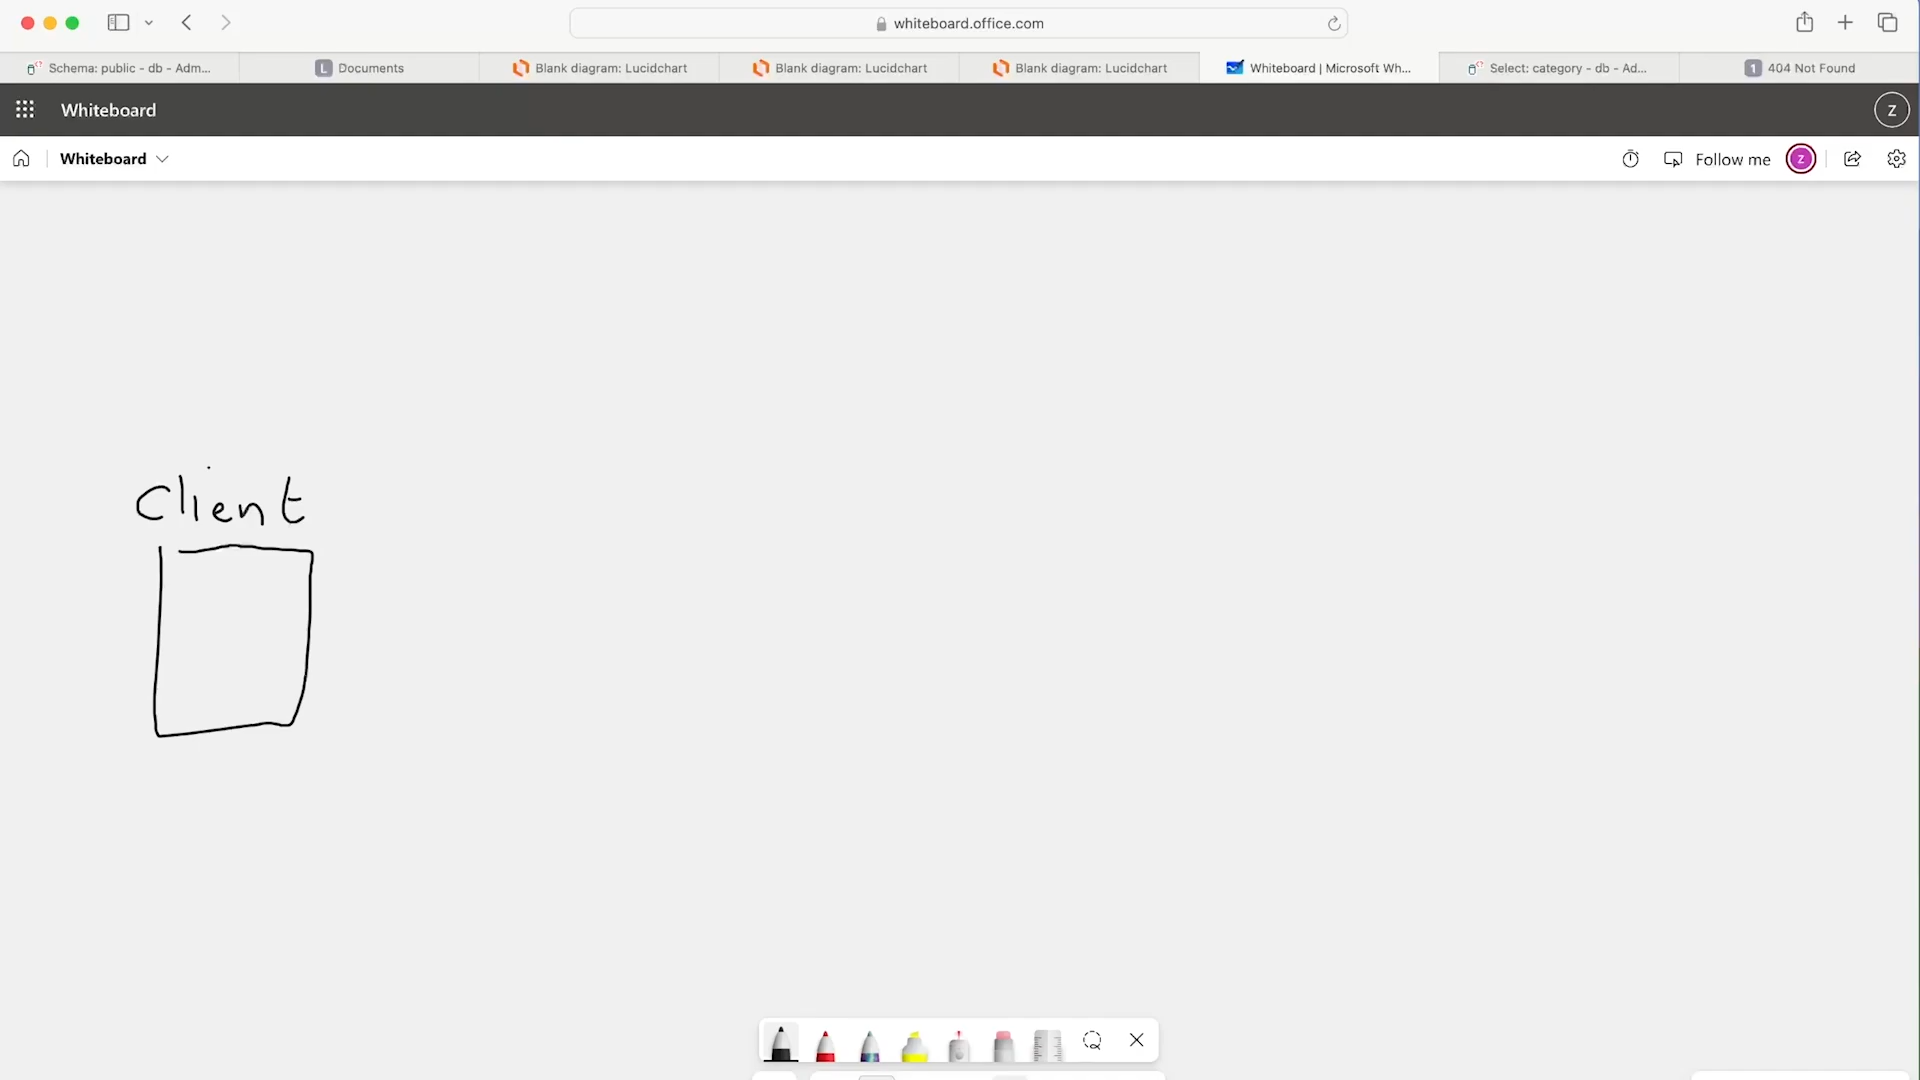 whiteboard.office.com
Schema: public - db - Adm...
L Documents
Blank diagram: Lucidchart
Blank diagram: Lucidchart
Blank diagram: Lucidchart
Whiteboard | Microsoft Wh...
Select: category - db - Ad...
1 404 Not Found
Whiteboard
Z
Whiteboard
Follow me
Z
Client